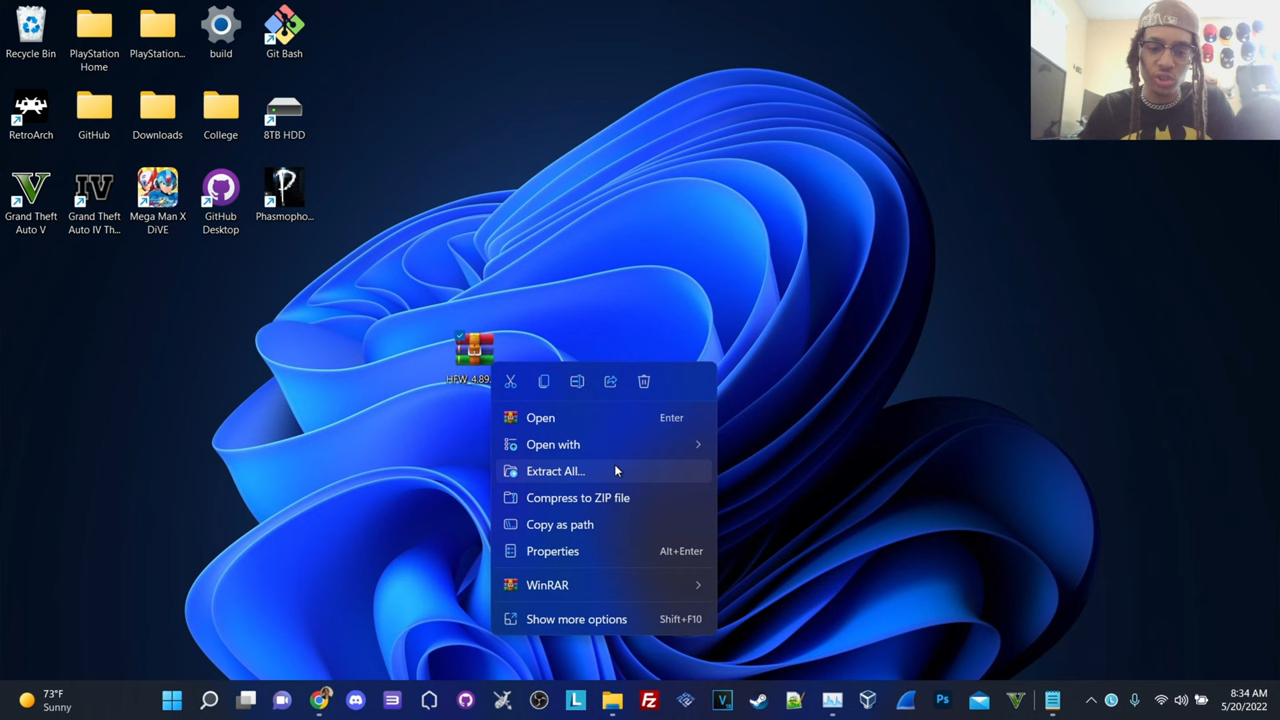 Recycle Bin
PlayStation
Home
PlayStation...
build
Git Bash
RetroArch
GitHub
Downloads
College
8TB HDD
Grand Theft
Auto V
Grand Theft
Auto IV Th...
Mega Man X
DiVE
GitHub
Desktop
Phasmopho...
HFW_4.89.
Open Enter
Open with
Extract All...
Compress to ZIP file
Copy as path
Properties Alt+Enter
WinRAR
Show more options Shift+F10
73°F
Sunny
8:34 AM
5/20/2022